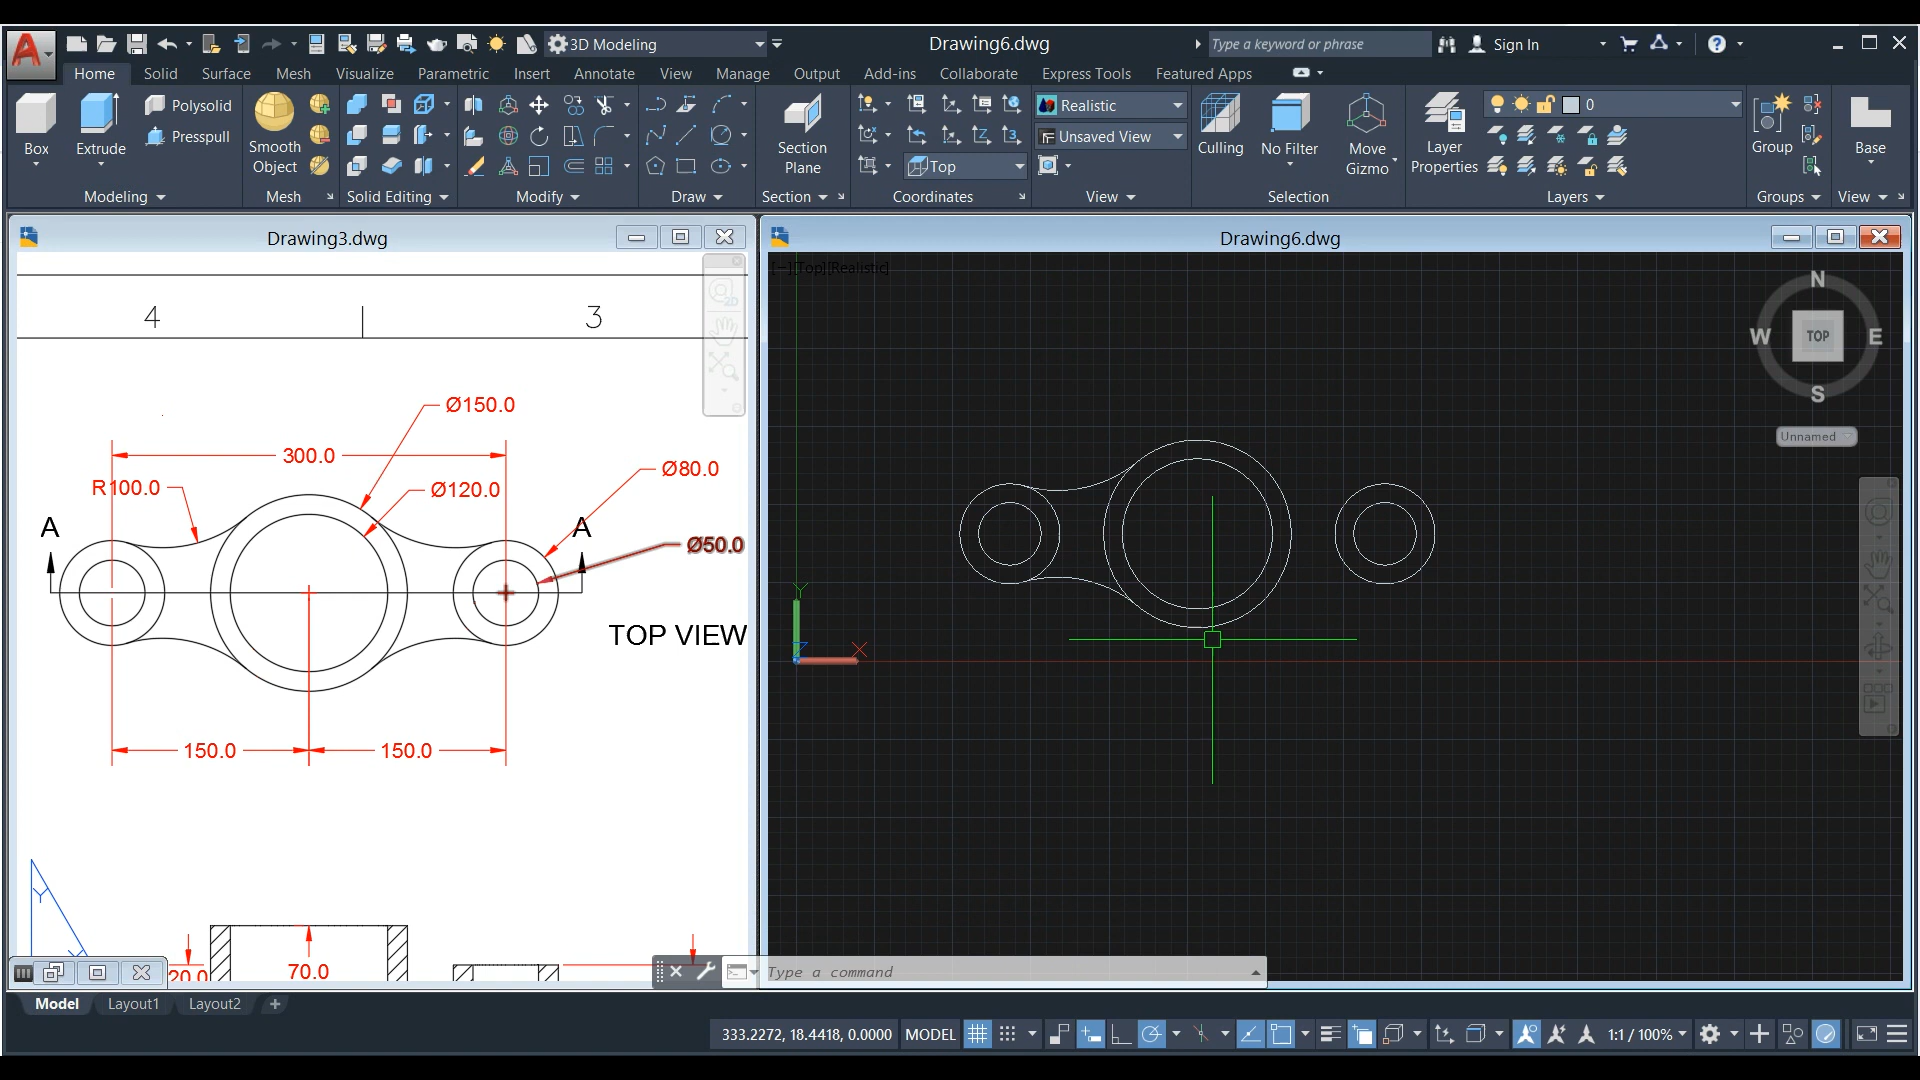 3D Modeling
Drawing6.dwg
Type a keyword or phrase
Sign In
Home Solid Surface Mesh Visualize Parametric Insert Annotate View Manage Output Add-ins Collaborate Express Tools Featured Apps
Box
Extrude
Polysolid
Presspull
Smooth
Object
Section
Plane
Realistic
Unsaved View
Top
Culling
No Filter
Move
Gizmo
Layer
Properties
0
Group
Base
Modeling
Mesh
Solid Editing
Modify
Draw
Section
Coordinates
View
Selection
Layers
Groups
View
Drawing3.dwg
Drawing6.dwg
4
3
Ø150.0
300.0
Ø80.0
R100.0
Ø120.0
A
A
Ø50.0
TOP VIEW
150.0
150.0
Y
20.0
70.0
[−][Top][Realistic]
N
W
TOP
E
S
Unnamed
Y
X
Type a command
Model
Layout1
Layout2
333.2272, 18.4418, 0.0000
MODEL
1:1 / 100%